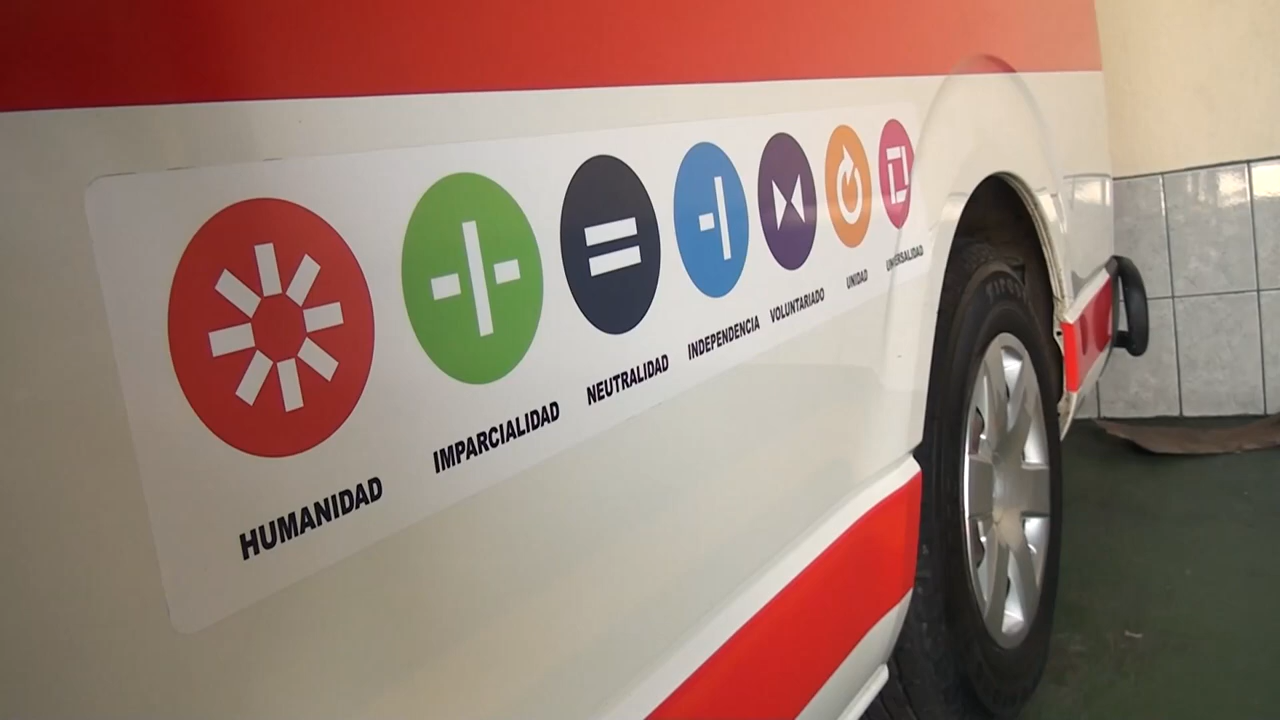 HUMANIDAD
IMPARCIALIDAD
NEUTRALIDAD
INDEPENDENCIA
VOLUNTARIADO
UNIDAD
UNIVERSALIDAD